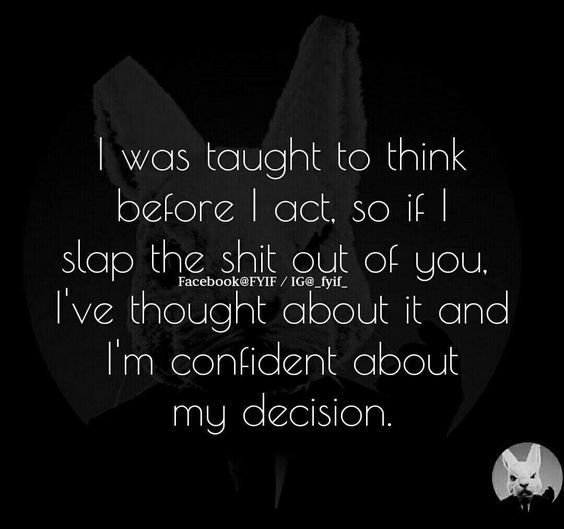 I was taught to think
before I act, so if I
slap the shit out of you,
Facebook@FYIF / IG@_fyif_
I've thought about it and
I'm confident about
my decision.